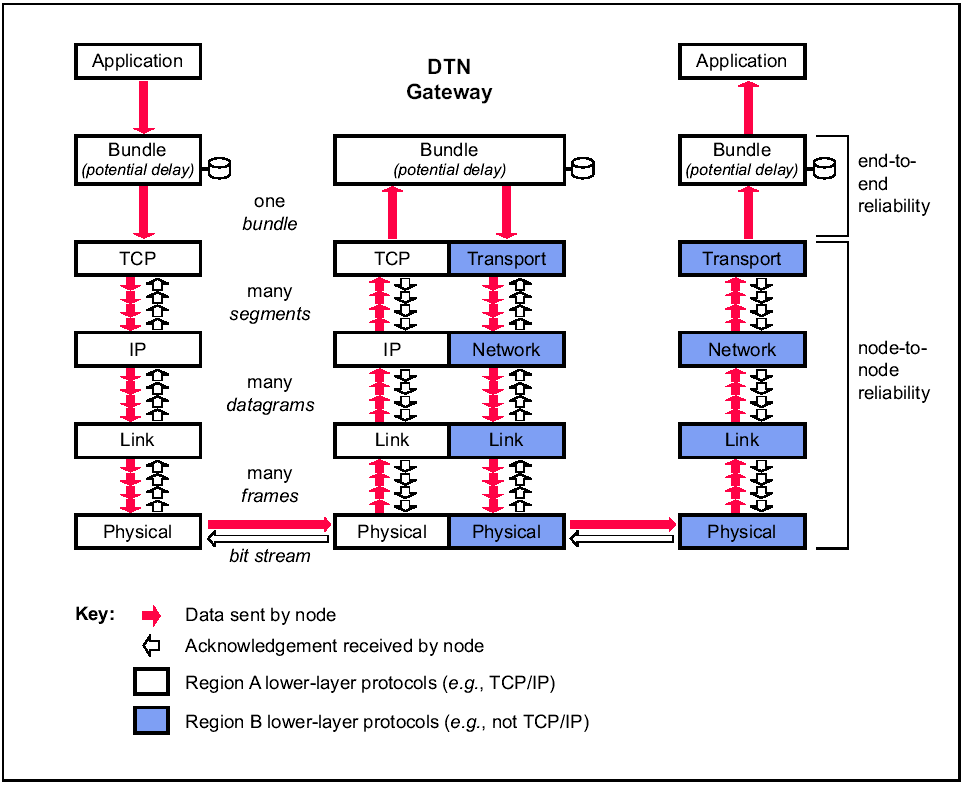 Application
DTN
Gateway
Application
Bundle
(potential delay)
Bundle
(potential delay)
Bundle
(potential delay)
end-to-
end
reliability
one
bundle
TCP
TCP
Transport
Transport
many
segments
IP
IP
Network
Network
node-to-
node
reliability
many
datagrams
Link
Link
Link
Link
many
frames
Physical
Physical
Physical
Physical
bit stream
Key:
Data sent by node
Acknowledgement received by node
Region A lower-layer protocols (e.g., TCP/IP)
Region B lower-layer protocols (e.g., not TCP/IP)